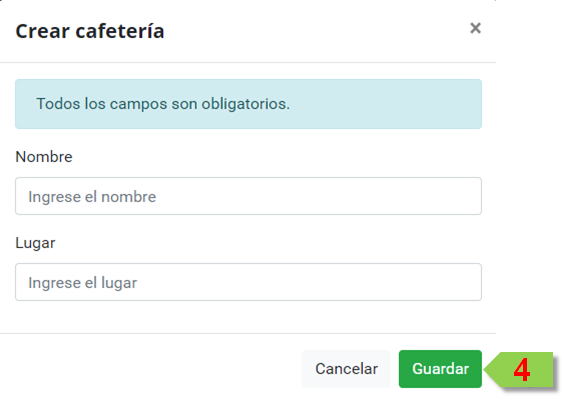 Crear cafetería ×
Todos los campos son obligatorios.
Nombre
Ingrese el nombre
Lugar
Ingrese el lugar
Cancelar Guardar 4